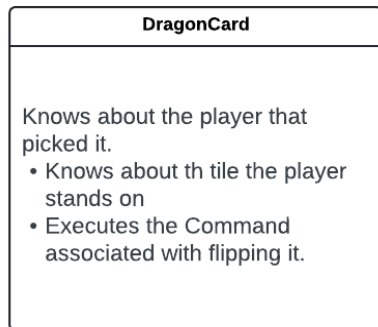 DragonCard
Knows about the player that
picked it.
• Knows about th tile the player
stands on
• Executes the Command
associated with flipping it.